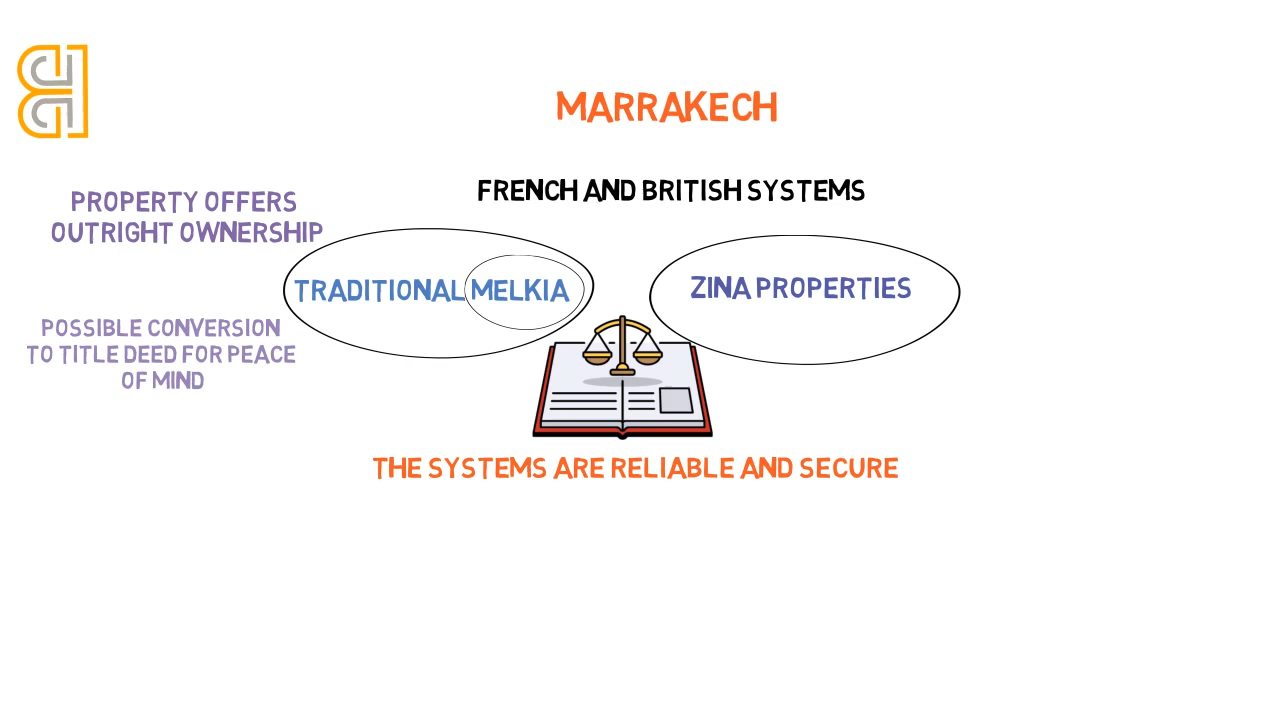 MARRAKECH
FRENCH AND BRITISH SYSTEMS
PROPERTY OFFERS
OUTRIGHT OWNERSHIP
TRADITIONAL MELKIA
ZINA PROPERTIES
POSSIBLE CONVERSION
TO TITLE DEED FOR PEACE
OF MIND
THE SYSTEMS ARE RELIABLE AND SECURE